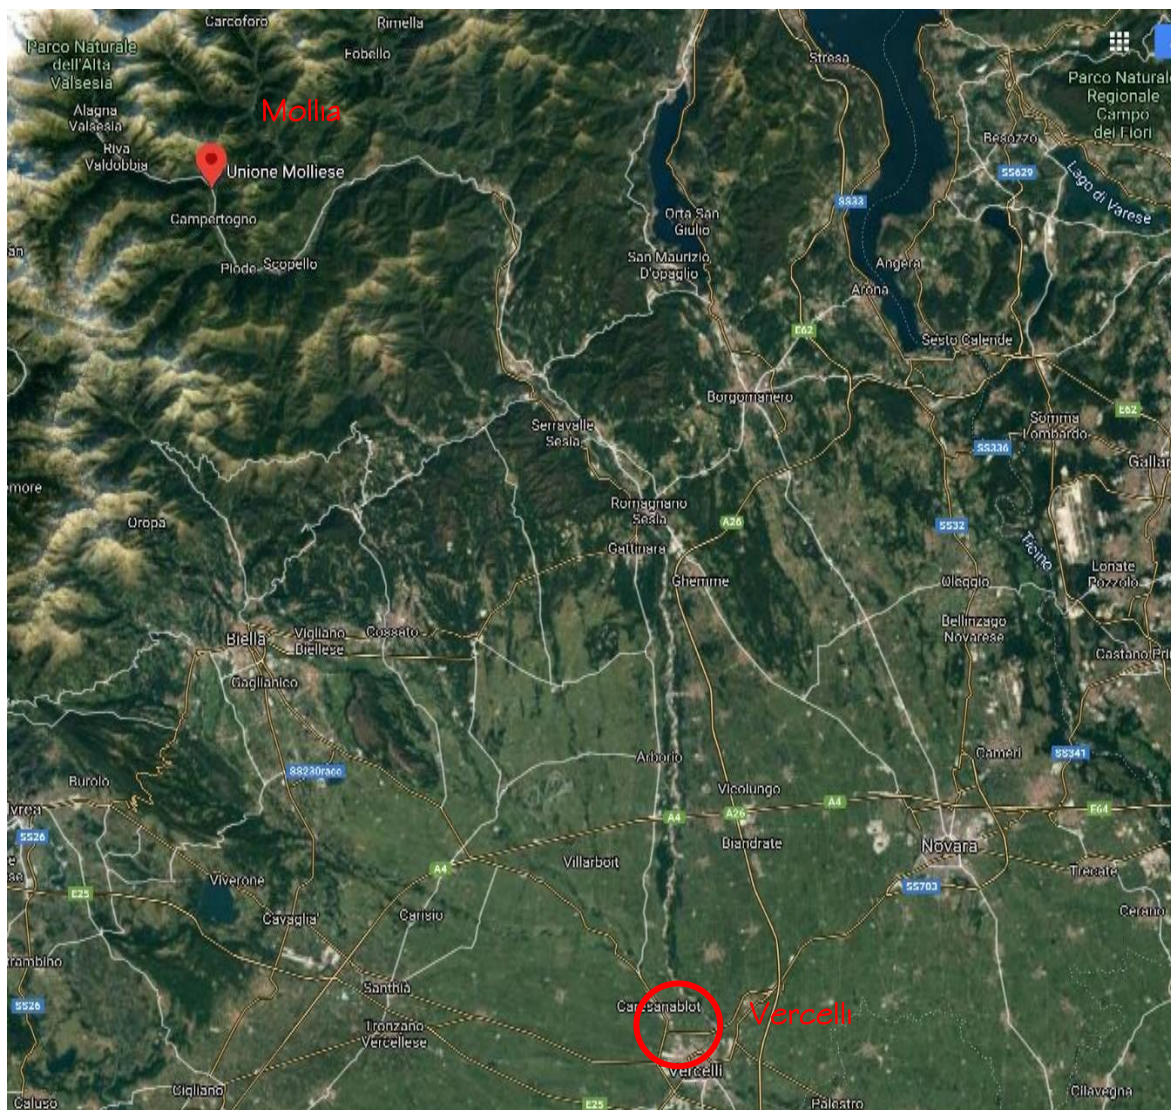 Carcoforo
Rimella
Fobello
Parco Naturale
dell'Alta
Valsesia
Stresa
Parco Naturale
Regionale
Campo
dei Fiori
Mollia
Alagna
Valsesia
Riva
Valdobbia
Unione Molliese
Besozzo
SS629
Lago di Varese
SS33
Campertogno
Orta San
Giulio
Piode
Scopello
San Maurizio
D'opaglio
Angera
Arona
E62
Sesto Calende
Borgomanero
E62
Serravalle
Sesia
Somma
Lombardo
SS336
Gallar
emore
Romagnano
Sesia
Oropa
A26
SS32
Ticino
Gattinara
Ghemme
Oleggio
Lonate
Pozzolo
Bellinzago
Novarese
Biella
Vigliano
Biellese
Cossato
Castano Pri
Gaglianico
SS230racc
Arborio
Cameri
SS341
Burolo
Vicolungo
vrea
A4
A26
A4
E64
SS26
Biandrate
Novara
Villarboit
A4
Trecate
Viverone
E25
SS703
Cavaglia'
Carisio
Cerano
trambino
Santhià
SS26
Caresanablot
Vercelli
Tronzano
Vercellese
Vercelli
Cigliano
Caluso
E25
Palestro
Cilavegna